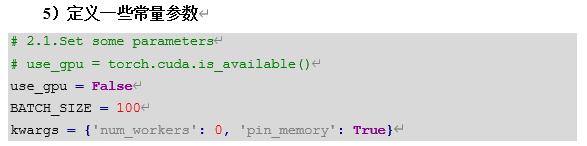 5）定义一些常量参数
# 2.1.Set some parameters
# use_gpu = torch.cuda.is_available()
use_gpu = False
BATCH_SIZE = 100
kwargs = {'num_workers': 0, 'pin_memory': True}